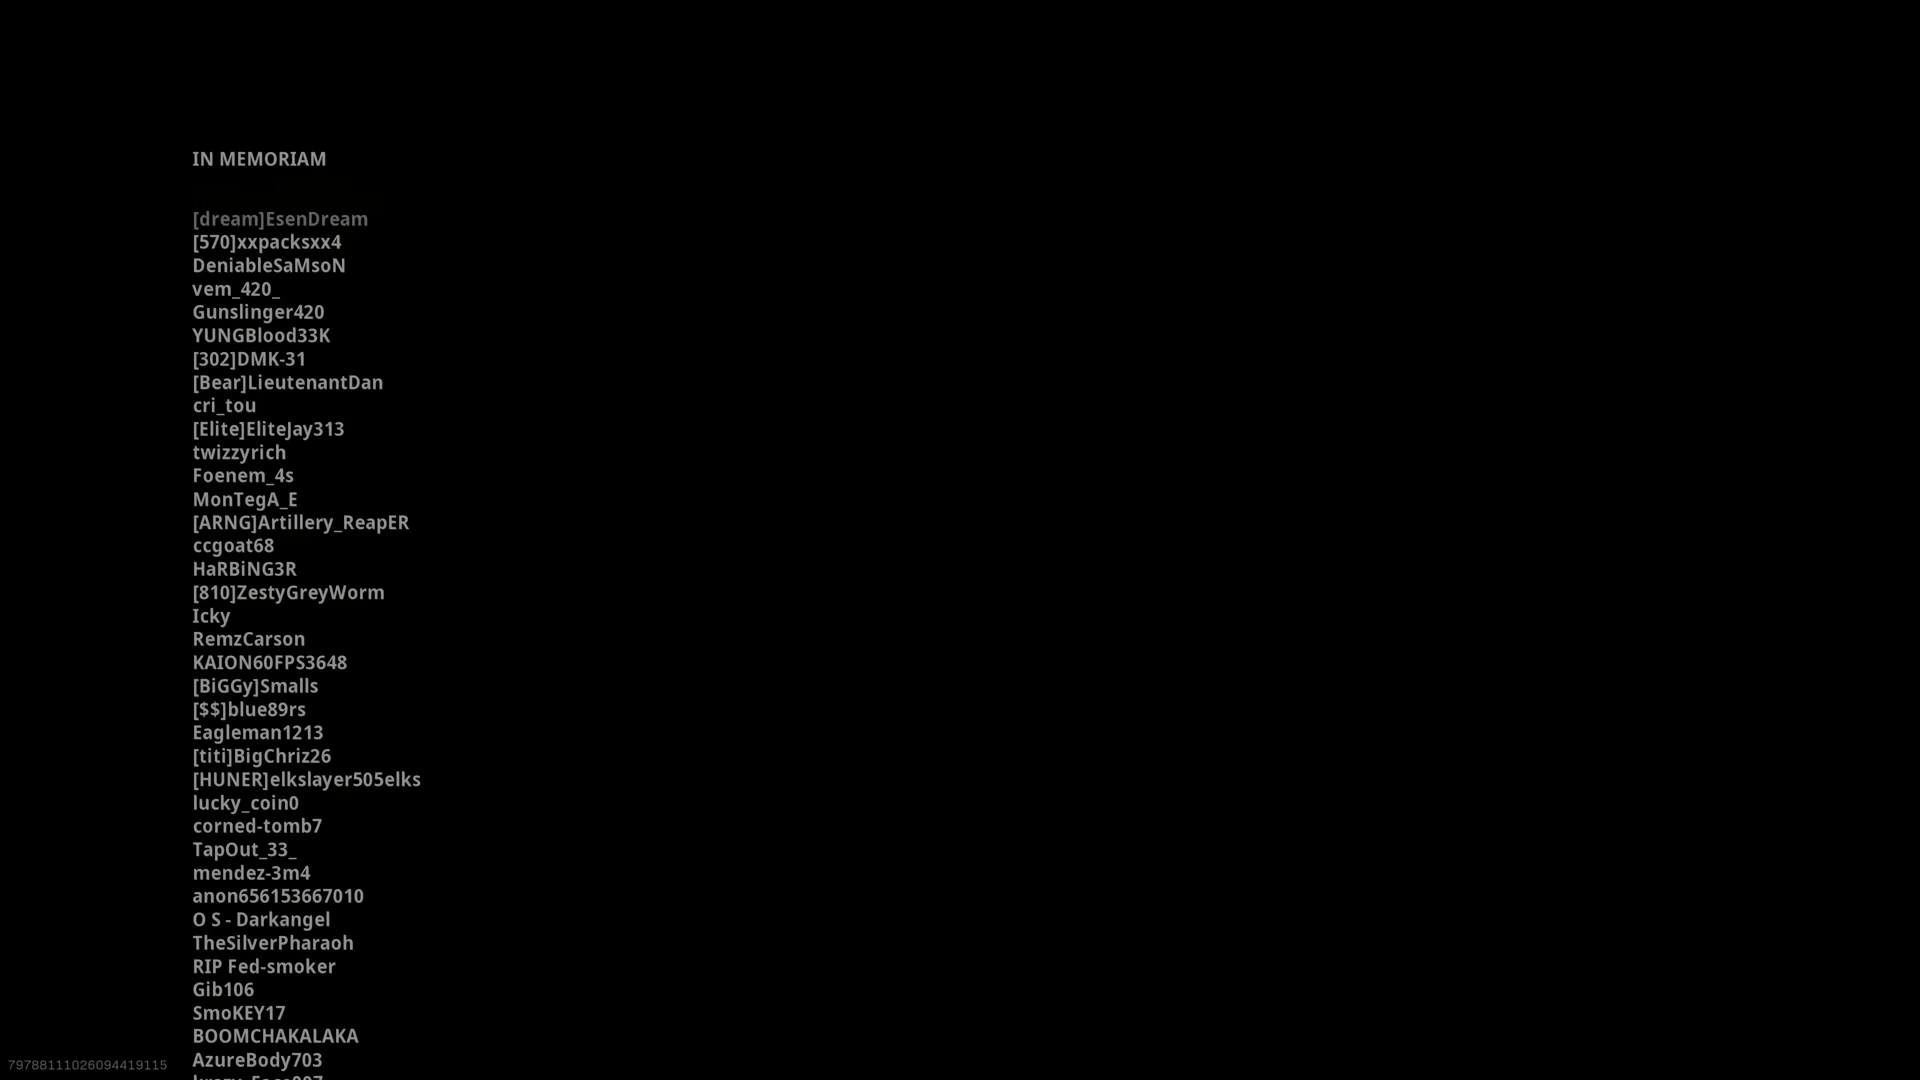 IN MEMORIAM
[dream]EsenDream
[570]xxpacksxx4
DeniableSaMsoN
vem_420_
Gunslinger420
YUNGBlood33K
[302]DMK-31
[Bear]LieutenantDan
cri_tou
[Elite]EliteJay313
twizzyrich
Foenem_4s
MonTegA_E
[ARNG]Artillery_ReapER
ccgoat68
HaRBiNG3R
[810]ZestyGreyWorm
Icky
RemzCarson
KAION60FPS3648
[BiGGy]Smalls
[$$]blue89rs
Eagleman1213
[titi]BigChriz26
[HUNER]elkslayer505elks
lucky_coin0
corned-tomb7
TapOut_33_
mendez-3m4
anon656153667010
O S - Darkangel
TheSilverPharaoh
RIP Fed-smoker
Gib106
SmoKEY17
BOOMCHAKALAKA
AzureBody703
79788111026094419115